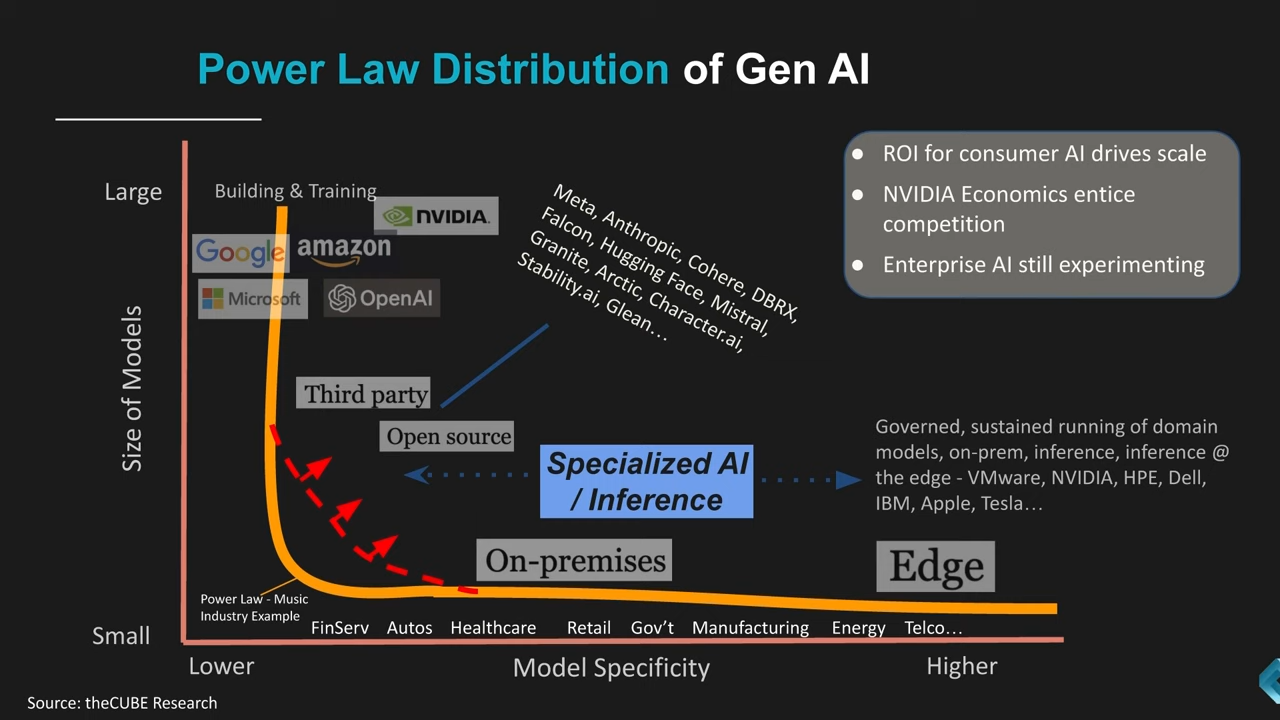 Power Law Distribution of Gen AI
● ROI for consumer AI drives scale
● NVIDIA Economics entice
competition
● Enterprise AI still experimenting
Large
Building & Training
NVIDIA.
Google
amazon
Microsoft
OpenAI
Meta, Anthropic, Cohere, DBRX,
Falcon, Hugging Face, Mistral,
Granite, Arctic, Character.ai,
Stability.ai, Glean…
Size of Models
Third party
Open source
Specialized AI
/ Inference
Governed, sustained running of domain
models, on-prem, inference, inference @
the edge - VMware, NVIDIA, HPE, Dell,
IBM, Apple, Tesla…
On-premises
Edge
Power Law - Music
Industry Example
FinServ Autos Healthcare Retail Gov’t Manufacturing Energy Telco…
Small
Lower
Model Specificity
Higher
Source: theCUBE Research